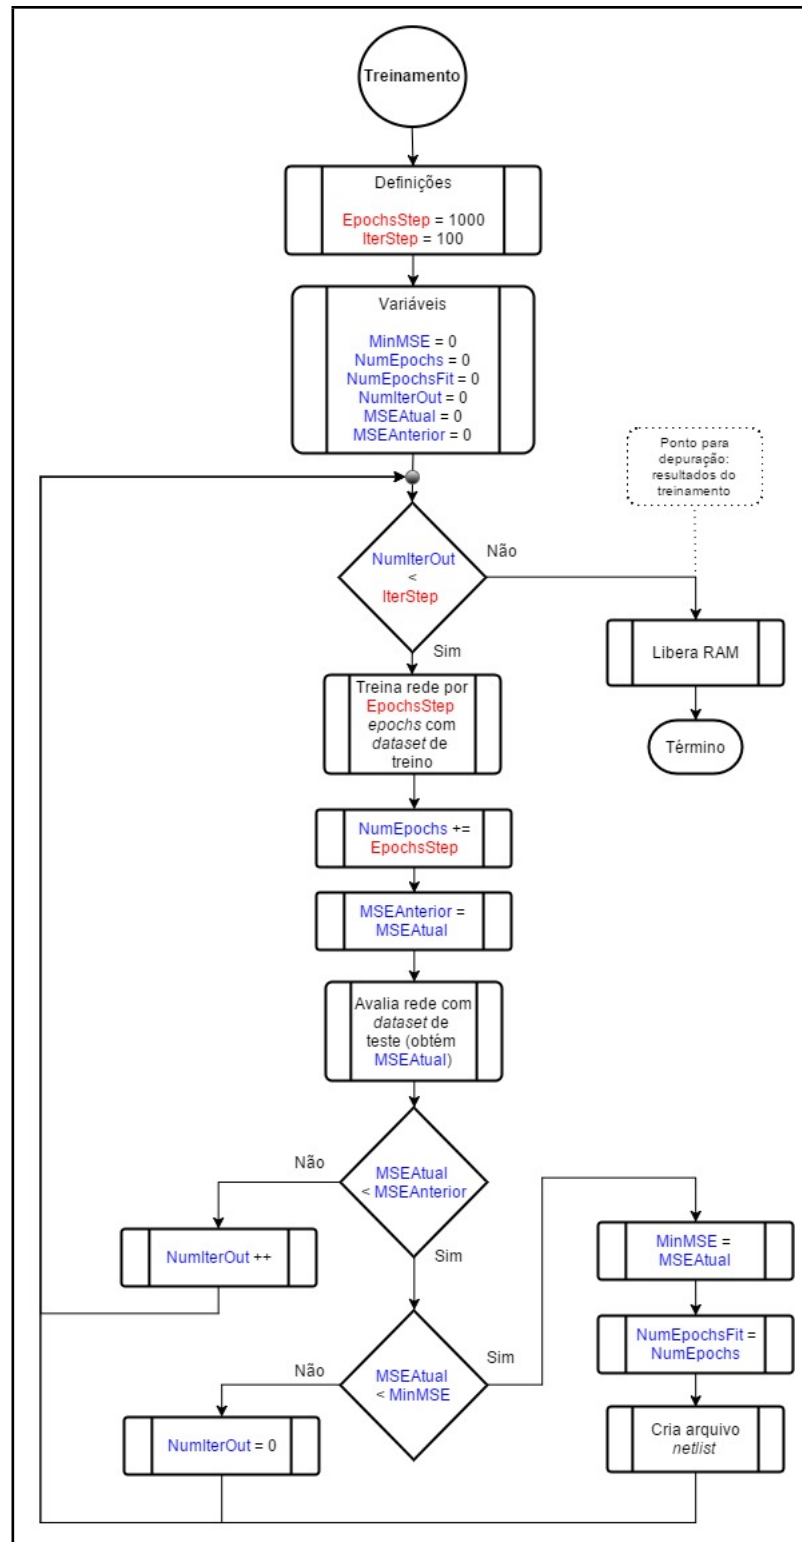 Treinamento
Definições
EpochsStep = 1000
IterStep = 100
Variáveis
MinMSE = 0
NumEpochs = 0
NumEpochsFit = 0
NumIterOut = 0
MSEAtual = 0
MSEAnterior = 0
Ponto para
depuração:
resultados do
treinamento
NumIterOut
<
IterStep
Não
Sim
Libera RAM
Término
Treina rede por
EpochsStep
epochs com
dataset de
treino
NumEpochs +=
EpochsStep
MSEAnterior =
MSEAtual
Avalia rede com
dataset de
teste (obtém
MSEAtual)
MSEAtual
< MSEAnterior
Não
Sim
NumIterOut ++
MSEAtual
< MinMSE
Não
Sim
NumIterOut = 0
MinMSE =
MSEAtual
NumEpochsFit =
NumEpochs
Cria arquivo
netlist